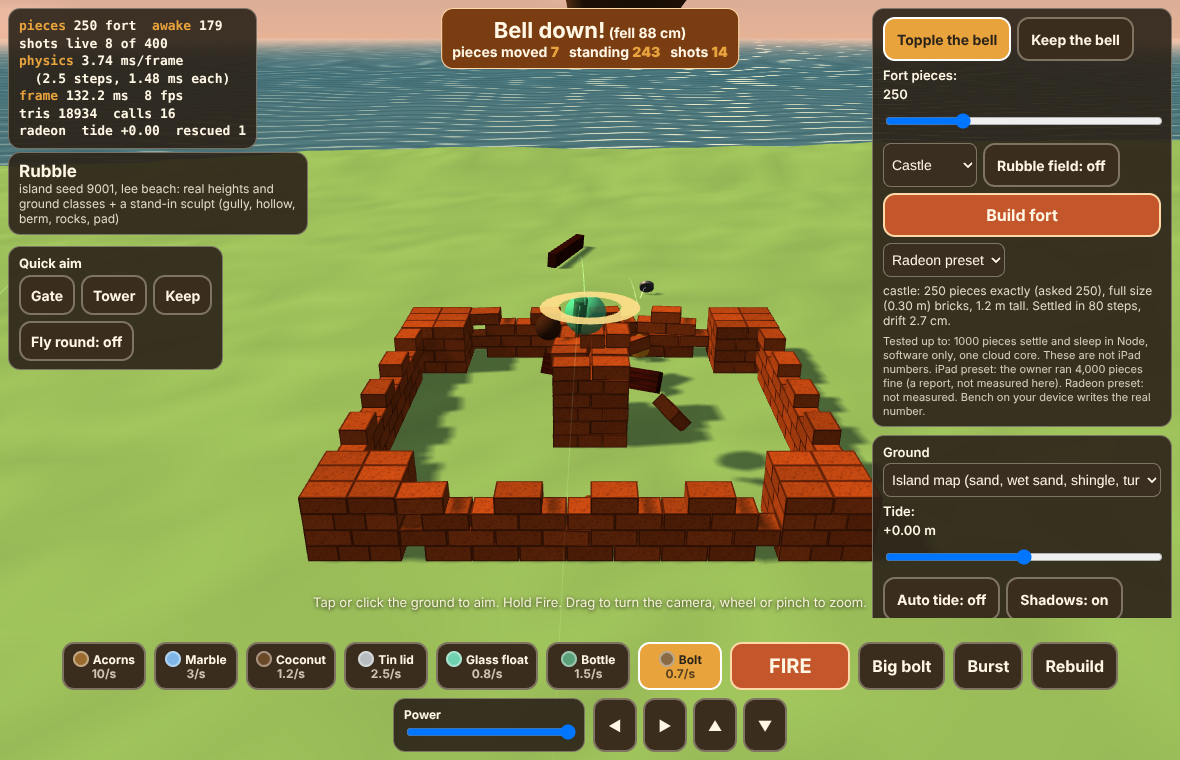 pieces 250 fort awake 179
shots live 8 of 400
physics 3.74 ms/frame
(2.5 steps, 1.48 ms each)
frame 132.2 ms 8 fps
tris 18934 calls 16
radeon tide +0.00 rescued 1
Rubble
island seed 9001, lee beach: real heights and
ground classes + a stand-in sculpt (gully, hollow,
berm, rocks, pad)
Quick aim
Gate Tower Keep
Fly round: off
Bell down! (fell 88 cm)
pieces moved 7 standing 243 shots 14
Topple the bell Keep the bell
Fort pieces:
250
Castle Rubble field: off
Build fort
Radeon preset
castle: 250 pieces exactly (asked 250), full size
(0.30 m) bricks, 1.2 m tall. Settled in 80 steps,
drift 2.7 cm.
Tested up to: 1000 pieces settle and sleep in Node,
software only, one cloud core. These are not iPad
numbers. iPad preset: the owner ran 4,000 pieces
fine (a report, not measured here). Radeon preset:
not measured. Bench on your device writes the real
number.
Ground
Island map (sand, wet sand, shingle, tur
Tide:
+0.00 m
Auto tide: off Shadows: on
Tap or click the ground to aim. Hold Fire. Drag to turn the camera, wheel or pinch to zoom.
Acorns
10/s
Marble
3/s
Coconut
1.2/s
Tin lid
2.5/s
Glass float
0.8/s
Bottle
1.5/s
Bolt
0.7/s
FIRE
Big bolt
Burst
Rebuild
Power